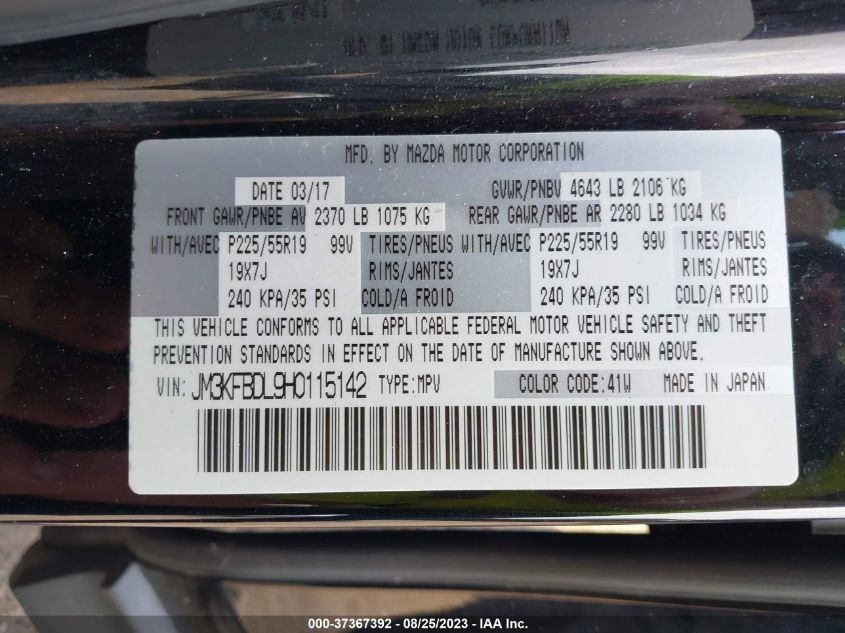 MFD. BY MAZDA MOTOR CORPORATION
DATE 03/17 GVWR/PNBV 4643 LB 2106 KG
FRONT GAWR/PNBE AV 2370 LB 1075 KG REAR GAWR/PNBE AR 2280 LB 1034 KG
WITH/AVEC P225/55R19 99V TIRES/PNEUS WITH/AVEC P225/55R19 99V TIRES/PNEUS
19X7J RIMS/JANTES 19X7J RIMS/JANTES
240 KPA/35 PSI COLD/A FROID 240 KPA/35 PSI COLD/A FROID
THIS VEHICLE CONFORMS TO ALL APPLICABLE FEDERAL MOTOR VEHICLE SAFETY AND THEFT
PREVENTION STANDARDS IN EFFECT ON THE DATE OF MANUFACTURE SHOWN ABOVE.
VIN: JM3KFBDL9H0115142 TYPE:MPV COLOR CODE:41W MADE IN JAPAN
000-37367392 - 08/25/2023 - IAA Inc.